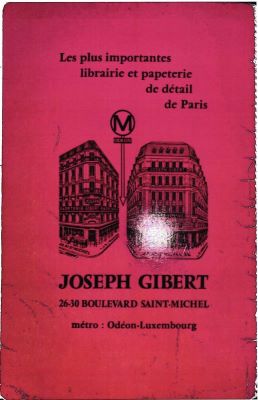 Les plus importantes
librairie et papeterie
de détail
de Paris
M
JOSEPH GIBERT
26-30 BOULEVARD SAINT-MICHEL
métro : Odéon-Luxembourg